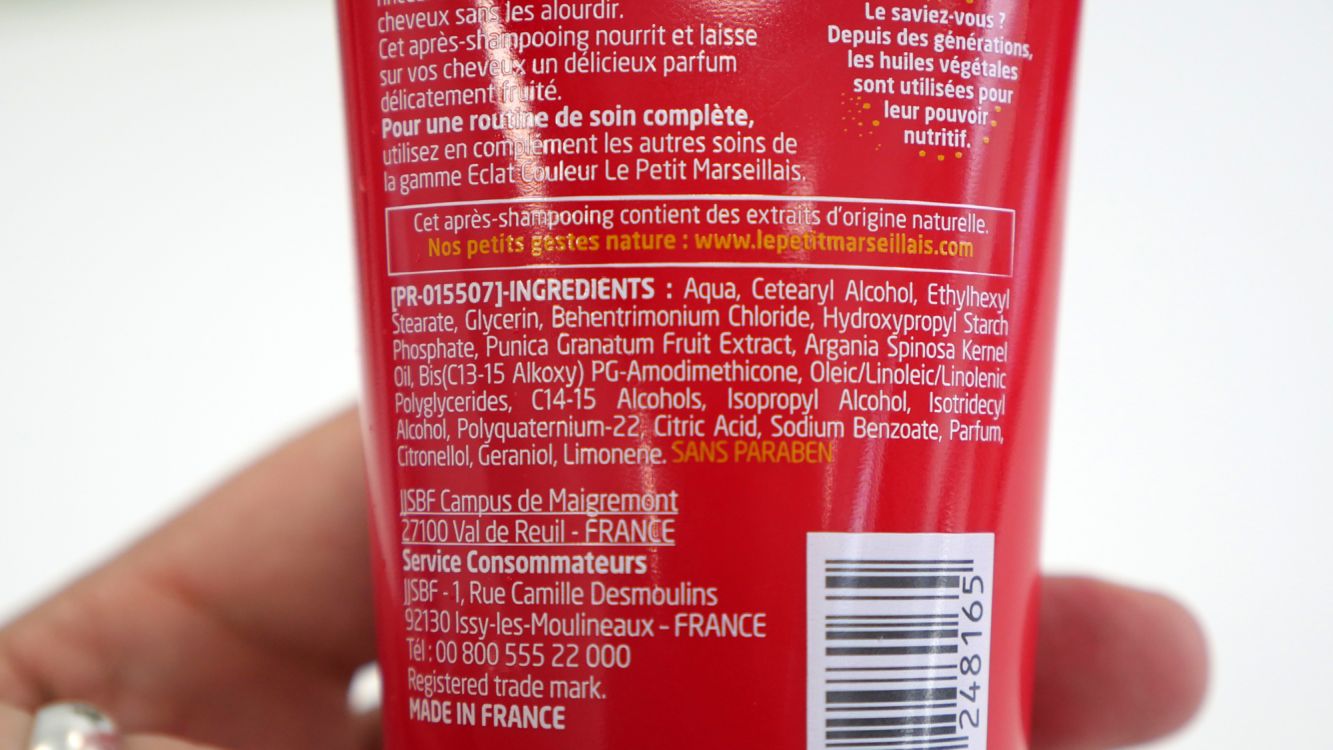 cheveux sans les alourdir.
Cet après-shampooing nourrit et laisse
sur vos cheveux un délicieux parfum
délicatement fruité.
Pour une routine de soin complète,
utilisez en complément les autres soins de
la gamme Eclat Couleur Le Petit Marseillais.
Le saviez-vous ?
Depuis des générations,
les huiles végétales
sont utilisées pour
leur pouvoir
nutritif.
Cet après-shampooing contient des extraits d'origine naturelle.
Nos petits gestes nature : www.lepetitmarseillais.com
[PR-015507]-INGREDIENTS : Aqua, Cetearyl Alcohol, Ethylhexyl
Stearate, Glycerin, Behentrimonium Chloride, Hydroxypropyl Starch
Phosphate, Punica Granatum Fruit Extract, Argania Spinosa Kernel
Oil, Bis(C13-15 Alkoxy) PG-Amodimethicone, Oleic/Linoleic/Linolenic
Polyglycerides, C14-15 Alcohols, Isopropyl Alcohol, Isotridecyl
Alcohol, Polyquaternium-22, Citric Acid, Sodium Benzoate, Parfum,
Citronellol, Geraniol, Limonene. SANS PARABEN
JJSBF Campus de Maigremont
27100 Val de Reuil - FRANCE
Service Consommateurs
JJSBF - 1, Rue Camille Desmoulins
92130 Issy-les-Moulineaux – FRANCE
Tél : 00 800 555 22 000
Registered trade mark.
MADE IN FRANCE
248165